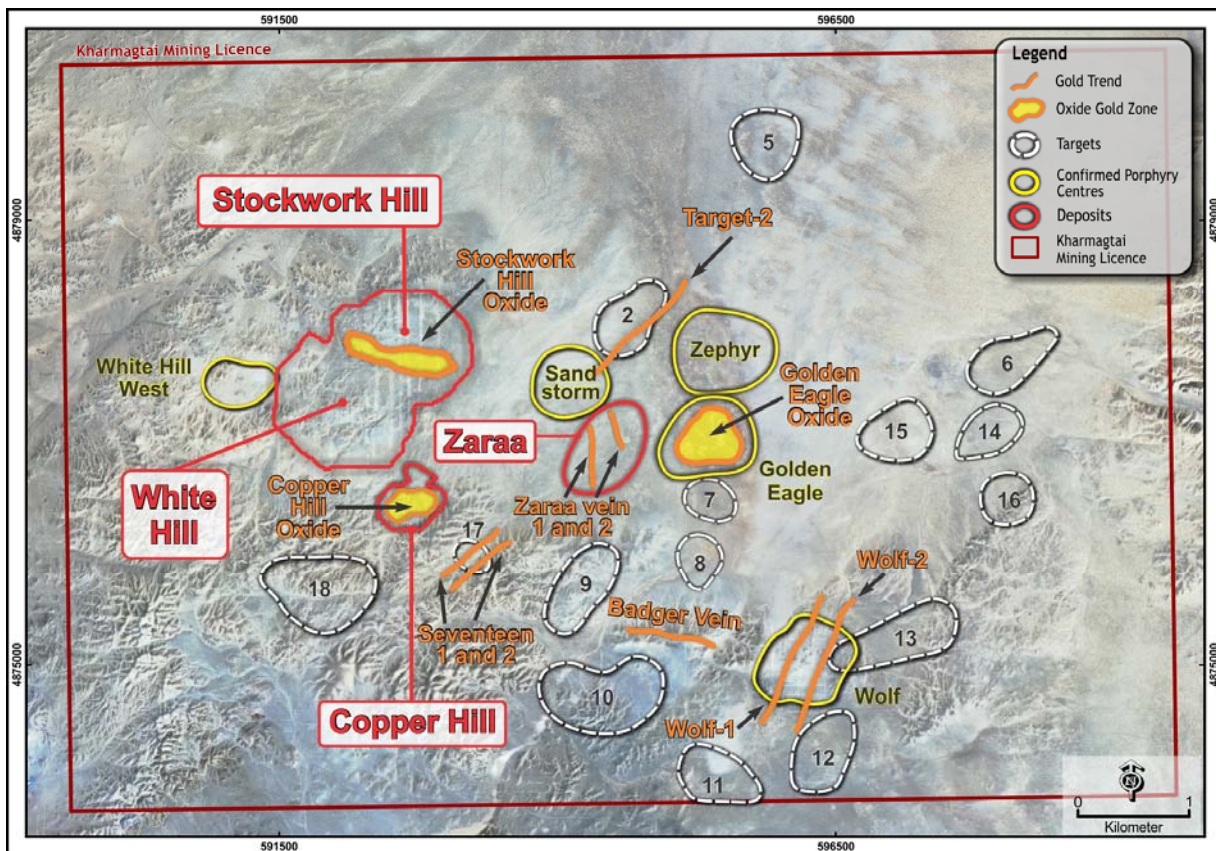 591500
596500
Kharmagtai Mining Licence
Legend
Gold Trend
Oxide Gold Zone
Targets
Confirmed Porphyry
Centres
Deposits
Kharmagtai
Mining Licence
5
4879000
4879000
Stockwork Hill
Target-2
Stockwork
Hill
Oxide
2
Zephyr
6
White Hill
West
Sand
storm
Golden
Eagle
Oxide
15
14
Zaraa
Golden
Eagle
White
Hill
Copper
Hill
Oxide
Zaraa vein
1 and 2
7
16
17
8
Wolf-2
18
9
Badger Vein
13
Seventeen
1 and 2
4875000
4875000
10
Wolf
Copper Hill
Wolf-1
12
11
N
0
1
Kilometer
591500
596500